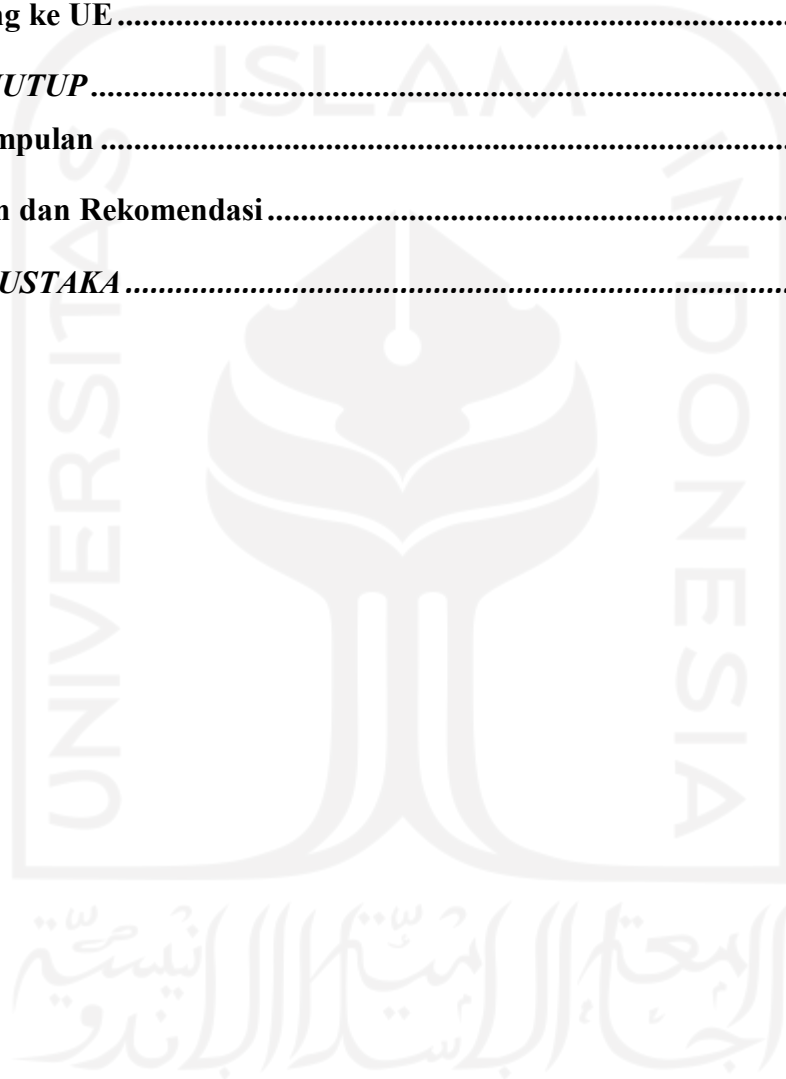 ng ke UE ................................................................................
UTUP ................................................................................
mpulan ................................................................................
n dan Rekomendasi ................................................................
USTAKA ................................................................................
ISLAM
UNIVERSITAS
INDONESIA